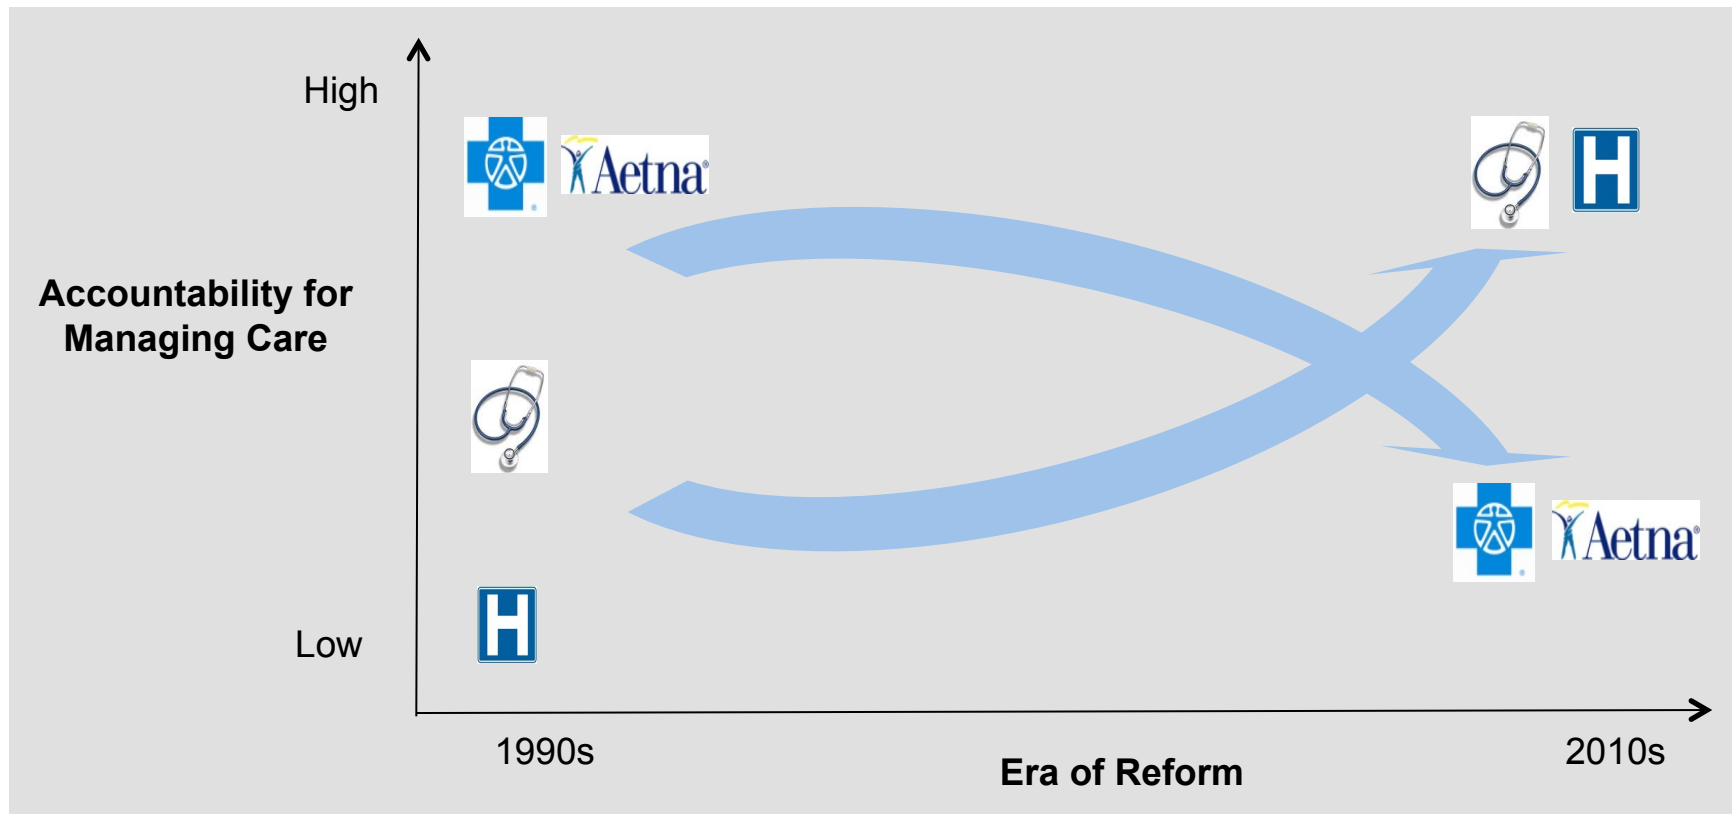 High
Aetna®
H
Accountability for
Managing Care
®
Aetna®
H
Low
1990s
2010s
Era of Reform